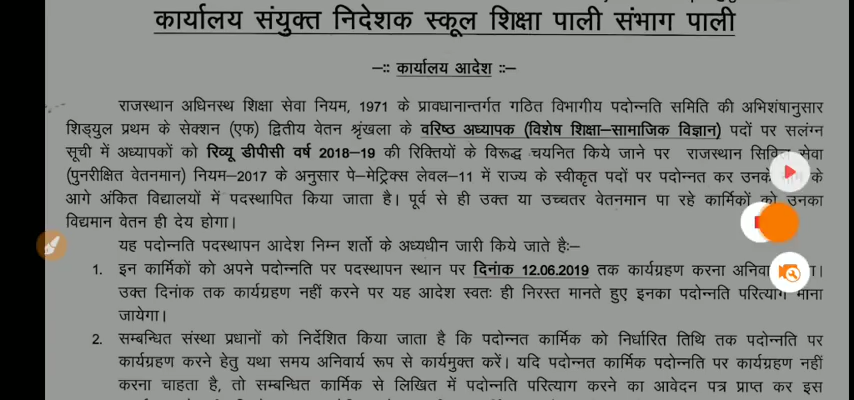 कार्यालय संयुक्त निदेशक स्कूल शिक्षा पाली संभाग पाली
–:: कार्यालय आदेश ::–
राजस्थान अधिनस्थ शिक्षा सेवा नियम, 1971 के प्रावधानान्तर्गत गठित विभागीय पदोन्नति समिति की अभिशंषानुसार
शिड्युल प्रथम के सेक्शन (एफ) द्वितीय वेतन श्रृंखला के वरिष्ठ अध्यापक (विशेष शिक्षा–सामाजिक विज्ञान) पदों पर सलंग्न
सूची में अध्यापकों को रिव्यू डीपीसी वर्ष 2018–19 की रिक्तियों के विरूद्ध चयनित किये जाने पर राजस्थान सिविल सेवा
(पुनरीक्षित वेतनमान) नियम–2017 के अनुसार पे–मेट्रिक्स लेवल–11 में राज्य के स्वीकृत पदों पर पदोन्नत कर उनके के
आगे अंकित विद्यालयों में पदस्थापित किया जाता है। पूर्व से ही उक्त या उच्चतर वेतनमान पा रहे कार्मिकों को उनका
विद्यमान वेतन ही देय होगा।
यह पदोन्नति पदस्थापन आदेश निम्न शर्तो के अध्यधीन जारी किये जाते है:–
1. इन कार्मिकों को अपने पदोन्नति पर पदस्थापन स्थान पर दिनांक 12.06.2019 तक कार्यग्रहण करना
उक्त दिनांक तक कार्यग्रहण नहीं करने पर यह आदेश स्वतः ही निरस्त मानते हुए इनका पदोन्नति परित्याग माना
जायेगा।
2. सम्बन्धित संस्था प्रधानों को निर्देशित किया जाता है कि पदोन्नत कार्मिक को निर्धारित तिथि तक पदोन्नति पर
कार्यग्रहण करने हेतु यथा समय अनिवार्य रूप से कार्यमुक्त करें। यदि पदोन्नत कार्मिक पदोन्नति पर कार्यग्रहण नहीं
करना चाहता है, तो सम्बन्धित कार्मिक से लिखित में पदोन्नति परित्याग करने का आवेदन पत्र प्राप्त कर इस